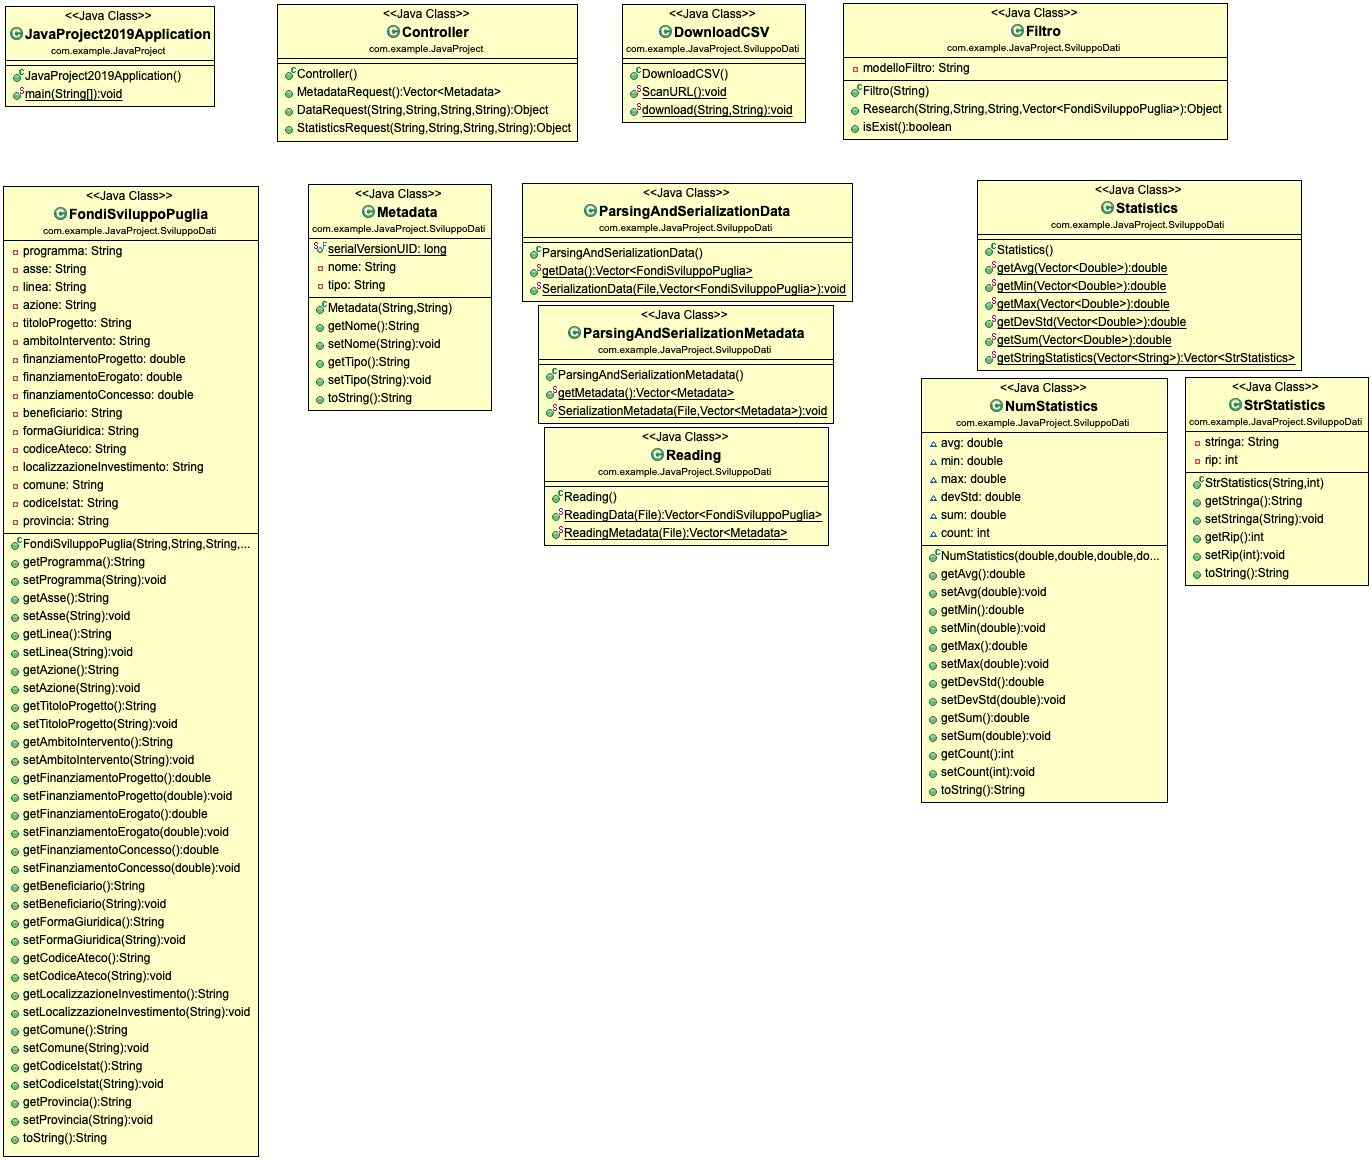 <<Java Class>>
JavaProject2019Application
com.example.JavaProject
JavaProject2019Application()
main(String[]):void
<<Java Class>>
Controller
com.example.JavaProject
Controller()
MetadataRequest():Vector<Metadata>
DataRequest(String,String,String,String):Object
StatisticsRequest(String,String,String,String):Object
<<Java Class>>
DownloadCSV
com.example.JavaProject.SviluppoDati
DownloadCSV()
ScanURL():void
download(String,String):void
<<Java Class>>
Filtro
com.example.JavaProject.SviluppoDati
modelloFiltro: String
Filtro(String)
Research(String,String,String,Vector<FondiSviluppoPuglia>):Object
isExist():boolean
<<Java Class>>
FondiSviluppoPuglia
com.example.JavaProject.SviluppoDati
programma: String
asse: String
linea: String
azione: String
titoloProgetto: String
ambitoIntervento: String
finanziamentoProgetto: double
finanziamentoErogato: double
finanziamentoConcesso: double
beneficiario: String
formaGiuridica: String
codiceAteco: String
localizzazioneInvestimento: String
comune: String
codiceIstat: String
provincia: String
FondiSviluppoPuglia(String,String,String,...
getProgramma():String
setProgramma(String):void
getAsse():String
setAsse(String):void
getLinea():String
setLinea(String):void
getAzione():String
setAzione(String):void
getTitoloProgetto():String
setTitoloProgetto(String):void
getAmbitoIntervento():String
setAmbitoIntervento(String):void
getFinanziamentoProgetto():double
setFinanziamentoProgetto(double):void
getFinanziamentoErogato():double
setFinanziamentoErogato(double):void
getFinanziamentoConcesso():double
setFinanziamentoConcesso(double):void
getBeneficiario():String
setBeneficiario(String):void
getFormaGiuridica():String
setFormaGiuridica(String):void
getCodiceAteco():String
setCodiceAteco(String):void
getLocalizzazioneInvestimento():String
setLocalizzazioneInvestimento(String):void
getComune():String
setComune(String):void
getCodiceIstat():String
setCodiceIstat(String):void
getProvincia():String
setProvincia(String):void
toString():String
<<Java Class>>
Metadata
com.example.JavaProject.SviluppoDati
serialVersionUID: long
nome: String
tipo: String
Metadata(String,String)
getNome():String
setNome(String):void
getTipo():String
setTipo(String):void
toString():String
<<Java Class>>
ParsingAndSerializationData
com.example.JavaProject.SviluppoDati
ParsingAndSerializationData()
getData():Vector<FondiSviluppoPuglia>
SerializationData(File,Vector<FondiSviluppoPuglia>):void
<<Java Class>>
ParsingAndSerializationMetadata
com.example.JavaProject.SviluppoDati
ParsingAndSerializationMetadata()
getMetadata():Vector<Metadata>
SerializationMetadata(File,Vector<Metadata>):void
<<Java Class>>
Reading
com.example.JavaProject.SviluppoDati
Reading()
ReadingData(File):Vector<FondiSviluppoPuglia>
ReadingMetadata(File):Vector<Metadata>
<<Java Class>>
Statistics
com.example.JavaProject.SviluppoDati
Statistics()
getAvg(Vector<Double>):double
getMin(Vector<Double>):double
getMax(Vector<Double>):double
getDevStd(Vector<Double>):double
getSum(Vector<Double>):double
getStringStatistics(Vector<String>):Vector<StrStatistics>
<<Java Class>>
NumStatistics
com.example.JavaProject.SviluppoDati
avg: double
min: double
max: double
devStd: double
sum: double
count: int
NumStatistics(double,double,double,do...
getAvg():double
setAvg(double):void
getMin():double
setMin(double):void
getMax():double
setMax(double):void
getDevStd():double
setDevStd(double):void
getSum():double
setSum(double):void
getCount():int
setCount(int):void
toString():String
<<Java Class>>
StrStatistics
com.example.JavaProject.SviluppoDati
stringa: String
rip: int
StrStatistics(String,int)
getStringa():String
setStringa(String):void
getRip():int
setRip(int):void
toString():String